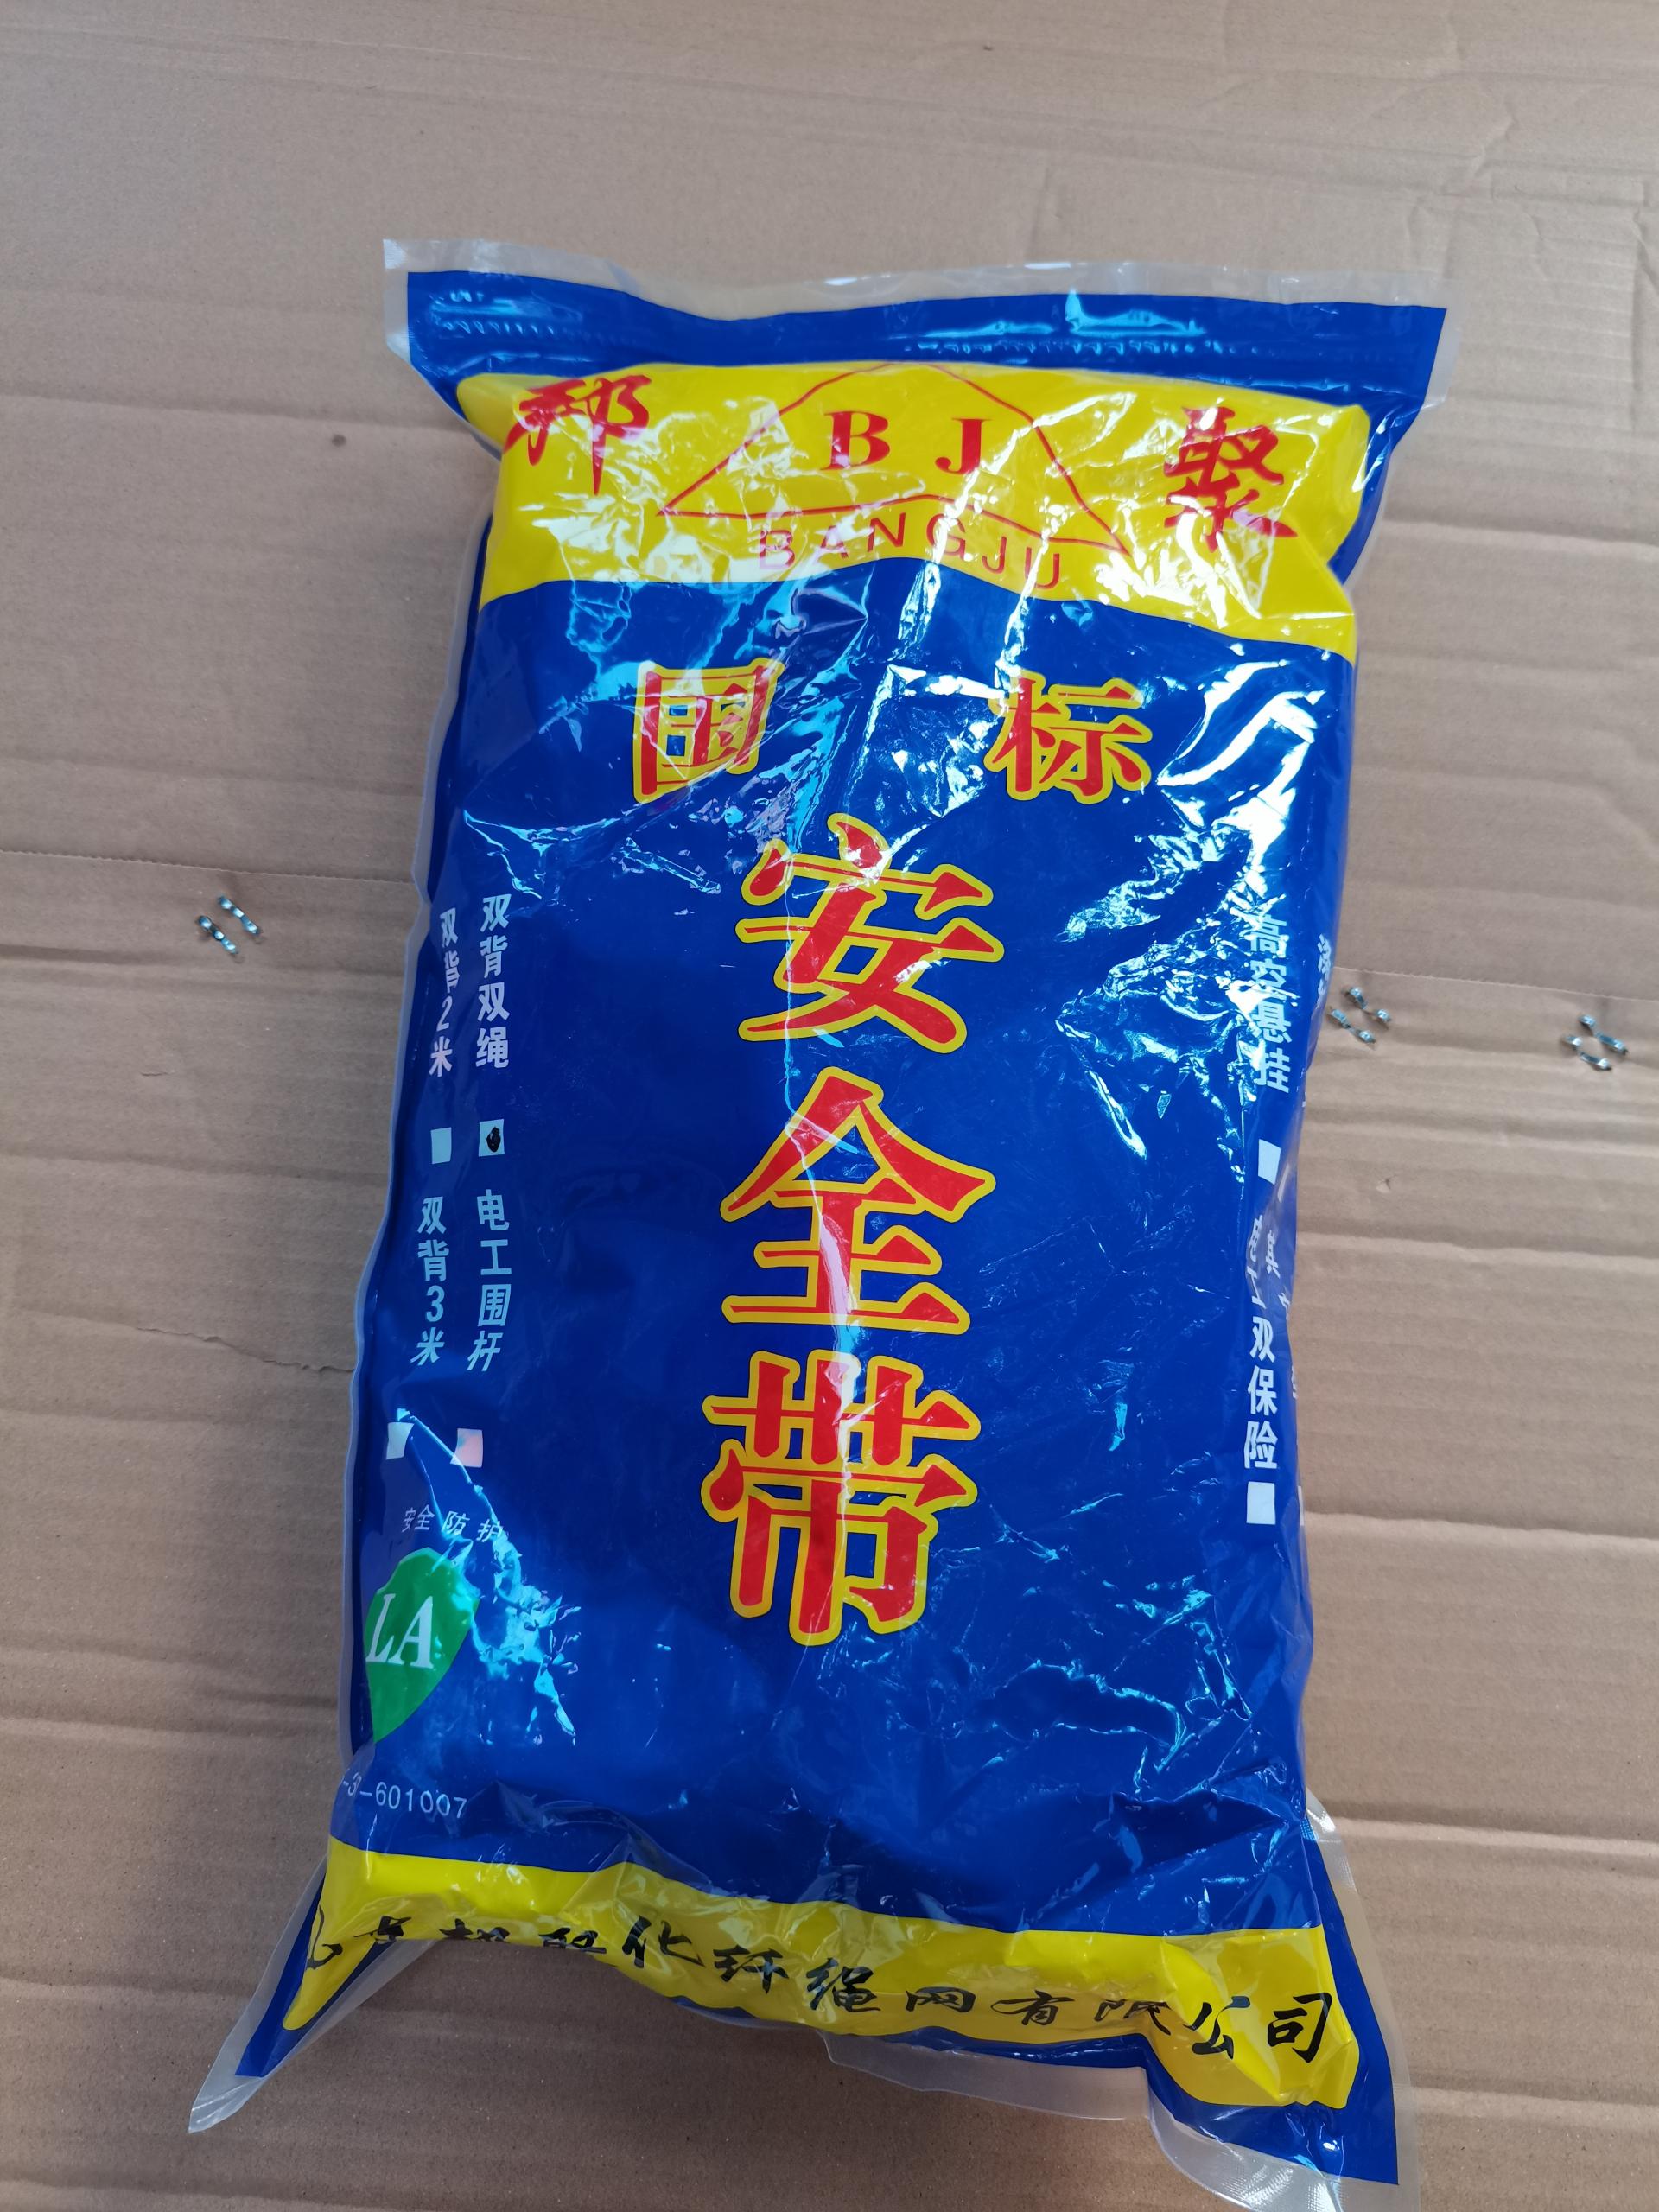 邦 BJ 聚
BANGJU
国标
安全带
双背双绳 电工围杆
双背2米 双背3米
高空悬挂
双保险
安全防护
LA
601007
化纤绳网有限公司